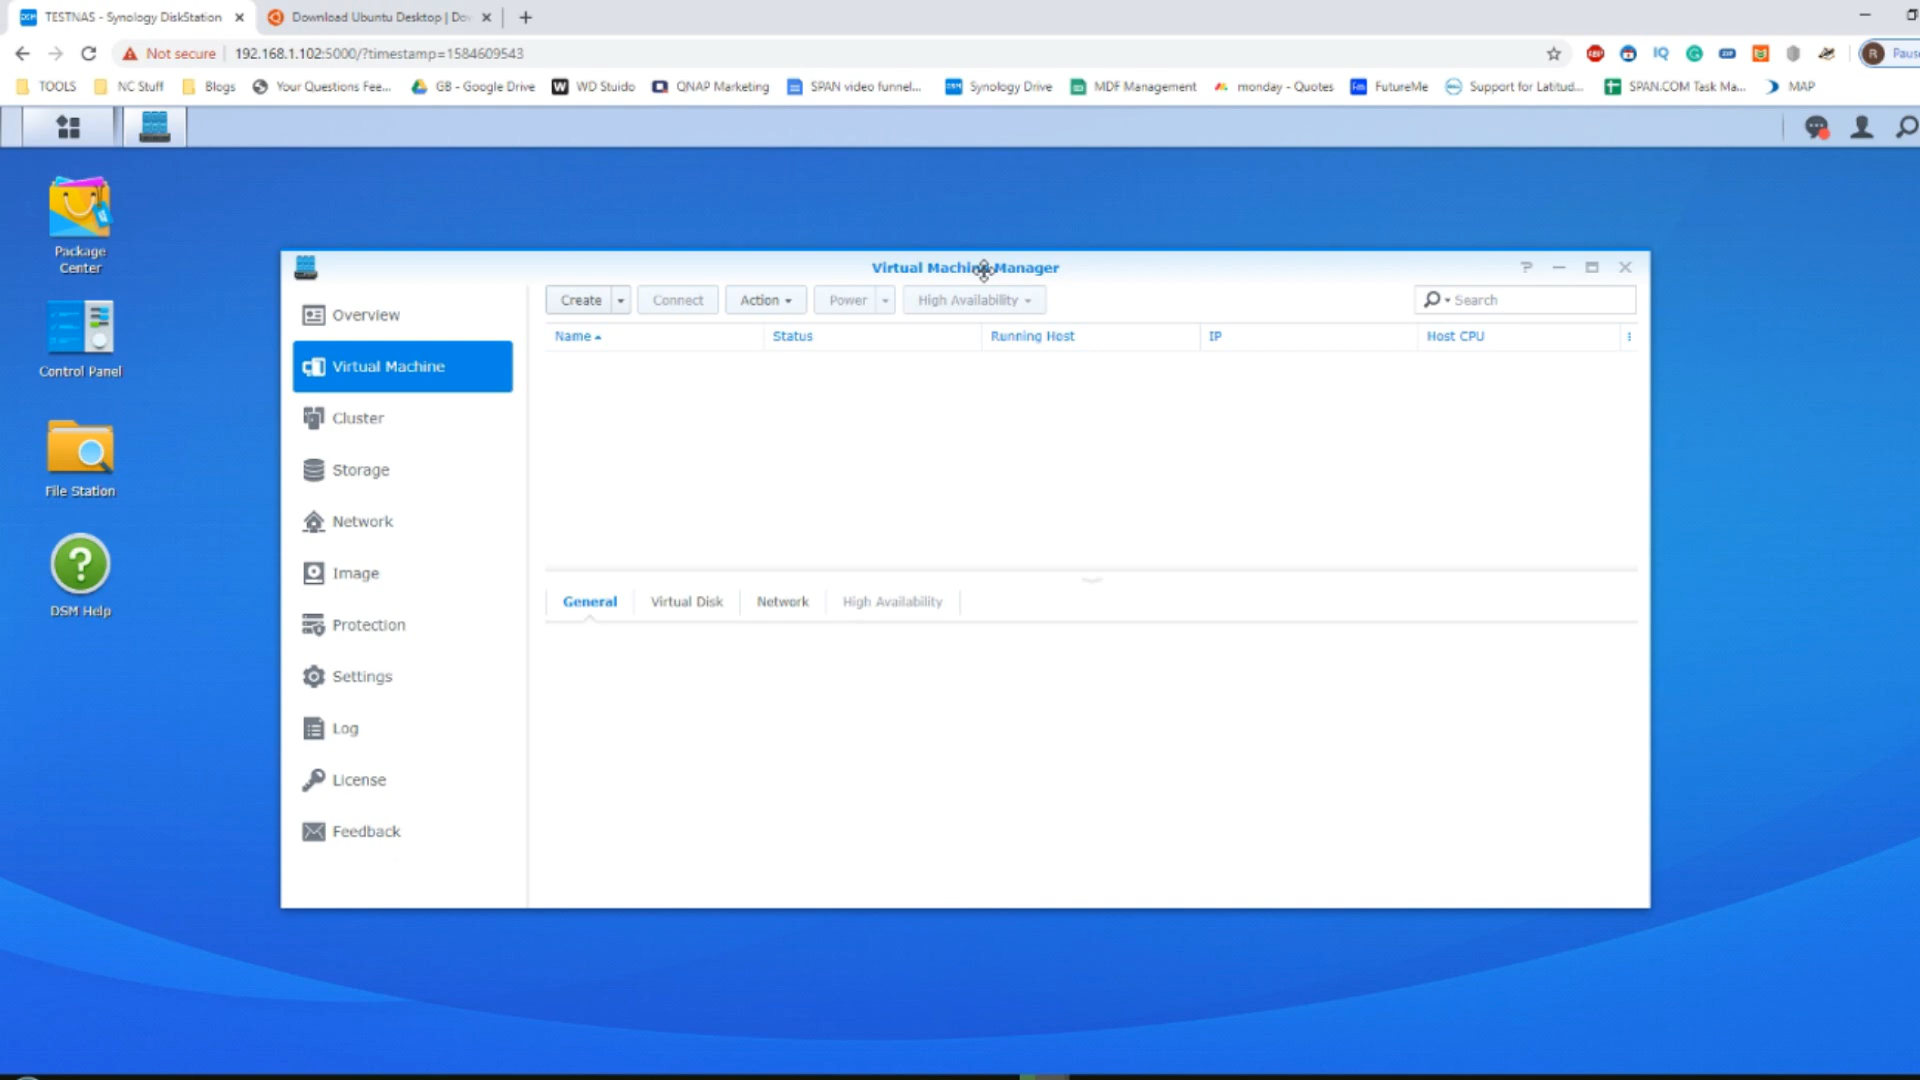 TESTNAS - Synology DiskStation
Download Ubuntu Desktop | Do
Not secure
192.168.1.102:5000/?timestamp=1584609543
IQ
R
Paus
TOOLS
NC Stuff
Blogs
Your Questions Fee...
GB - Google Drive
WD Stuido
QNAP Marketing
SPAN video funnel...
Synology Drive
MDF Management
monday - Quotes
FutureMe
Support for Latitud...
SPAN.COM Task Ma...
MAP
Package
Center
Control Panel
File Station
DSM Help
Virtual Machine Manager
Overview
Virtual Machine
Cluster
Storage
Network
Image
Protection
Settings
Log
License
Feedback
Create
Connect
Action
Power
High Availability
Search
Name
Status
Running Host
IP
Host CPU
General
Virtual Disk
Network
High Availability